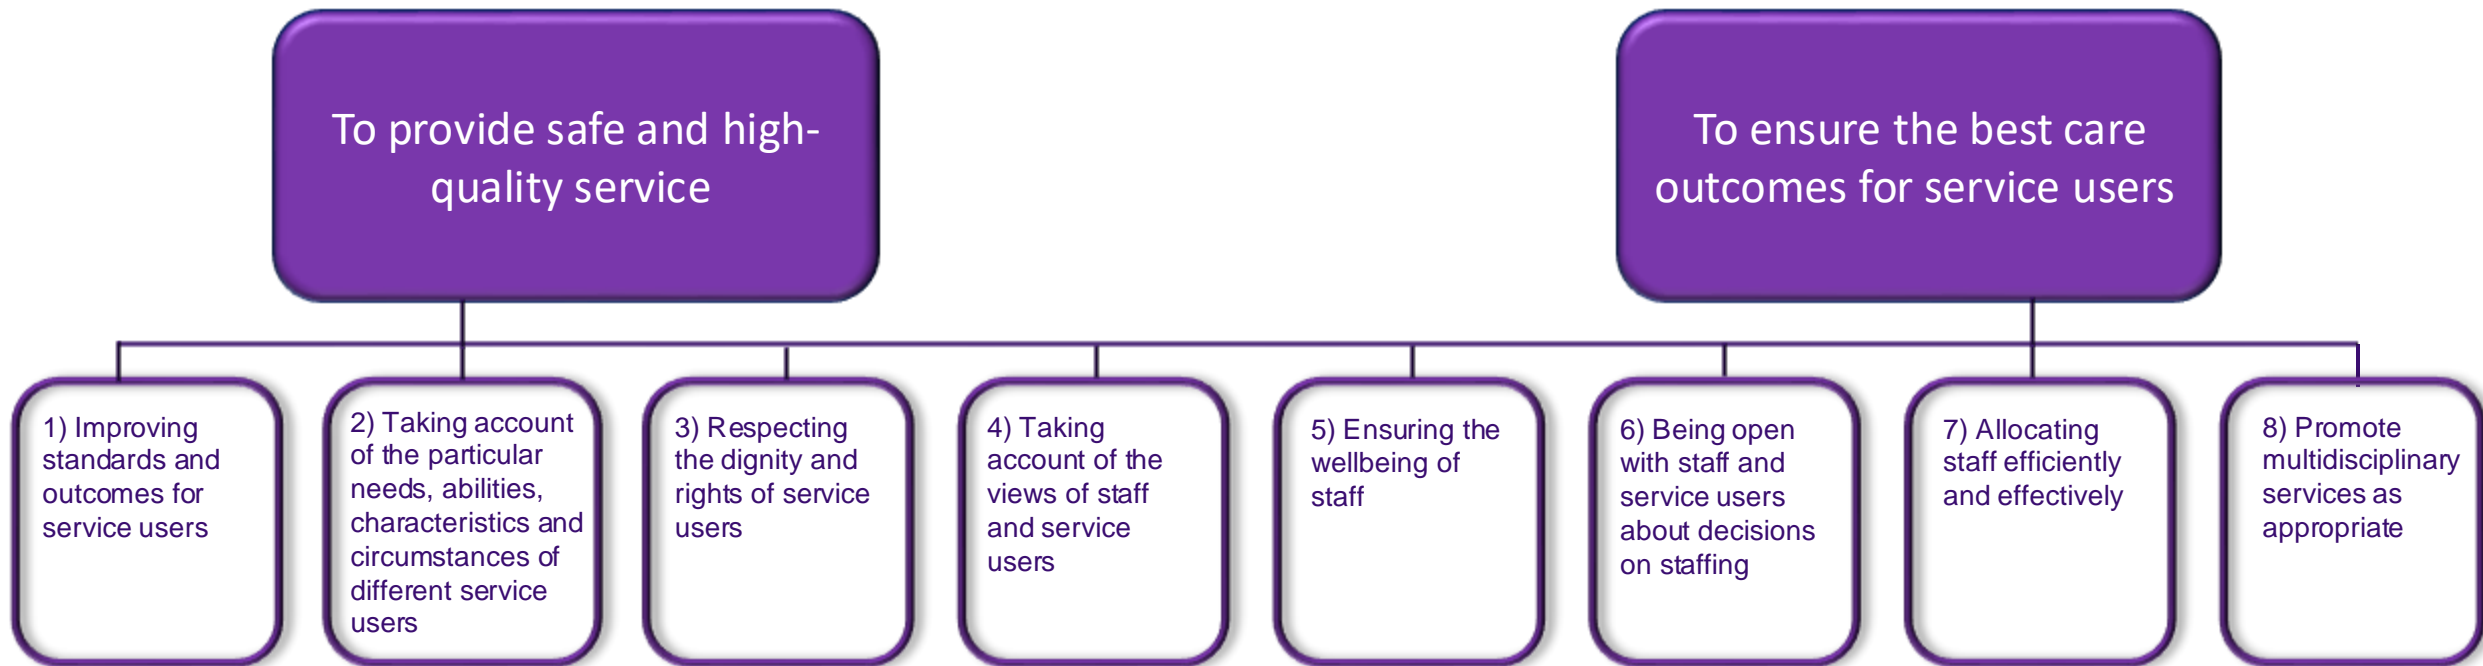 To provide safe and high-
quality service
To ensure the best care
outcomes for service users
1) Improving
standards and
outcomes for
service users
2) Taking account
of the particular
needs, abilities,
characteristics and
circumstances of
different service
users
3) Respecting
the dignity and
rights of service
users
4) Taking
account of the
views of staff
and service
users
5) Ensuring the
wellbeing of
staff
6) Being open
with staff and
service users
about decisions
on staffing
7) Allocating
staff efficiently
and effectively
8) Promote
multidisciplinary
services as
appropriate